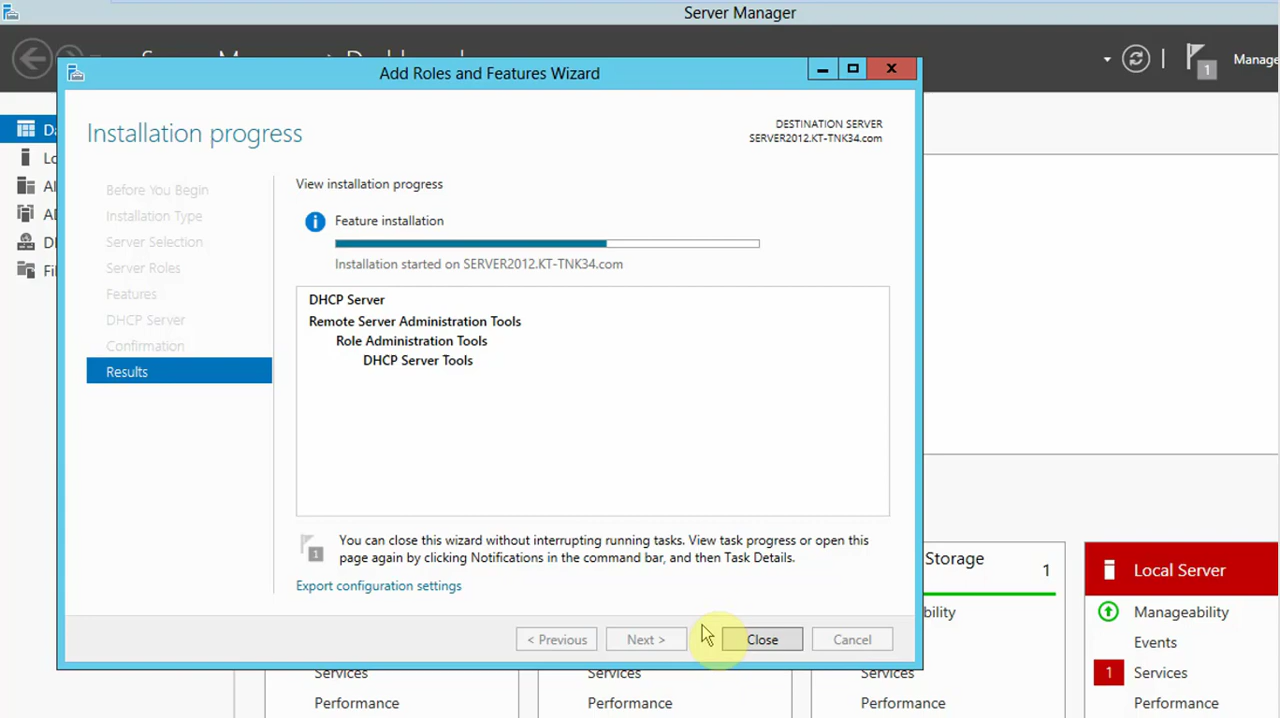 Server Manager
Manage
1
Add Roles and Features Wizard
Installation progress
DESTINATION SERVER
SERVER2012.KT-TNK34.com
Before You Begin
Installation Type
Server Selection
Server Roles
Features
DHCP Server
Confirmation
Results
View installation progress
Feature installation
Installation started on SERVER2012.KT-TNK34.com
DHCP Server
Remote Server Administration Tools
Role Administration Tools
DHCP Server Tools
1
You can close this wizard without interrupting running tasks. View task progress or open this
page again by clicking Notifications in the command bar, and then Task Details.
Export configuration settings
< Previous
Next >
Close
Cancel
Storage
1
Local Server
Manageability
Events
1
Services
Performance
Services
Performance
Services
Performance
Services
Performance